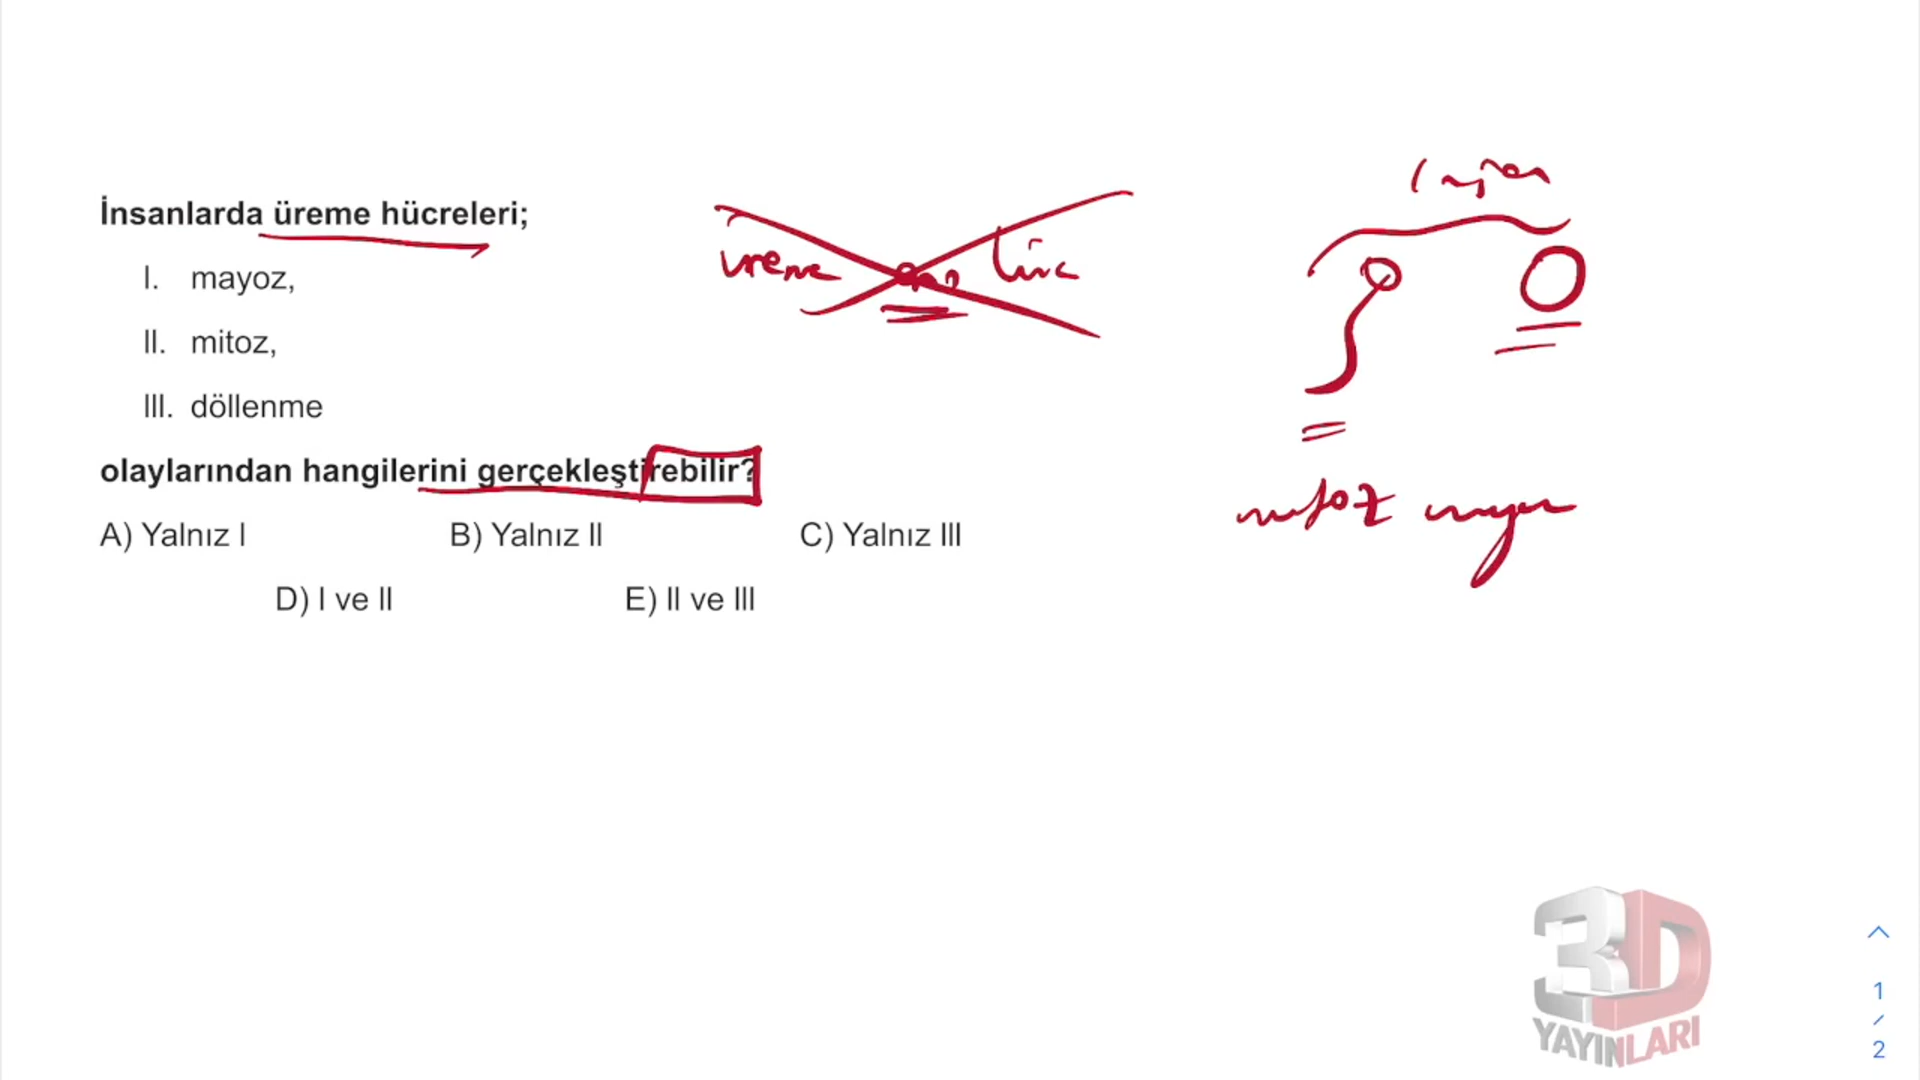 İnsanlarda üreme hücreleri;
I. mayoz,
II. mitoz,
III. döllenme
olaylarından hangilerini gerçekleştirebilir?
A) Yalnız I B) Yalnız II C) Yalnız III
D) I ve II E) II ve III
üreme
mitoz
3D
YAYINLARI
1
/
2